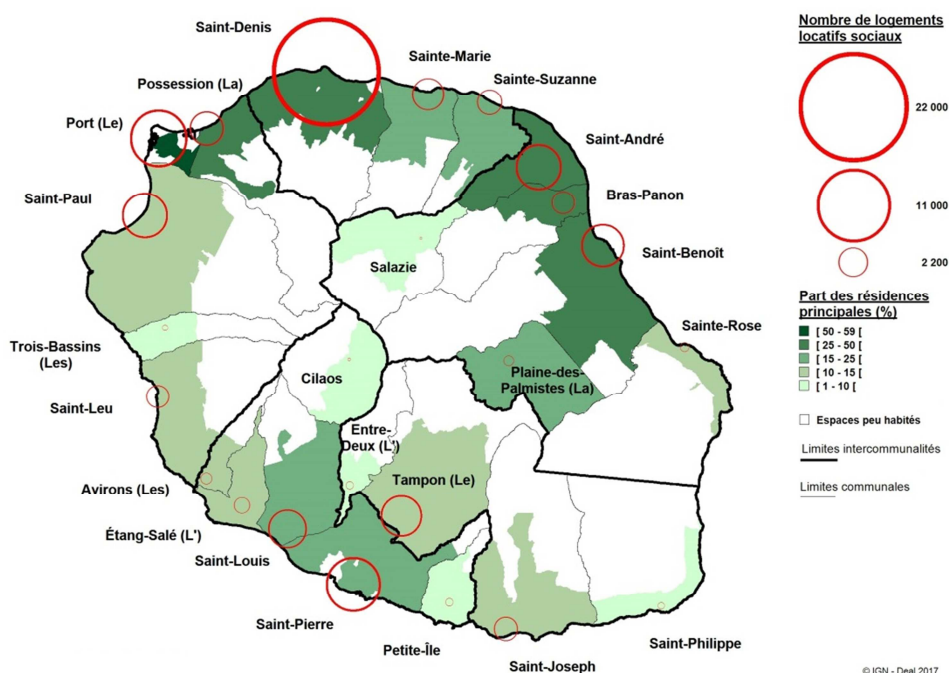 Saint-Denis
Sainte-Marie
Sainte-Suzanne
Possession (La)
Port (Le)
Saint-André
Saint-Paul
Bras-Panon
Saint-Benoît
Salazie
Sainte-Rose
Trois-Bassins
(Les)
Cilaos
Plaine-des-
Palmistes (La)
Saint-Leu
Entre-
Deux (L')
Avirons (Les)
Tampon (Le)
Étang-Salé (L')
Saint-Louis
Saint-Pierre
Petite-Île
Saint-Joseph
Saint-Philippe
Nombre de logements
locatifs sociaux
22 000
11 000
2 200
Part des résidences
principales (%)
[ 50 - 59 [
[ 25 - 50 [
[ 15 - 25 [
[ 10 - 15 [
[ 1 - 10 [
Espaces peu habités
Limites intercommunalités
Limites communales
© IGN - Deal 2017